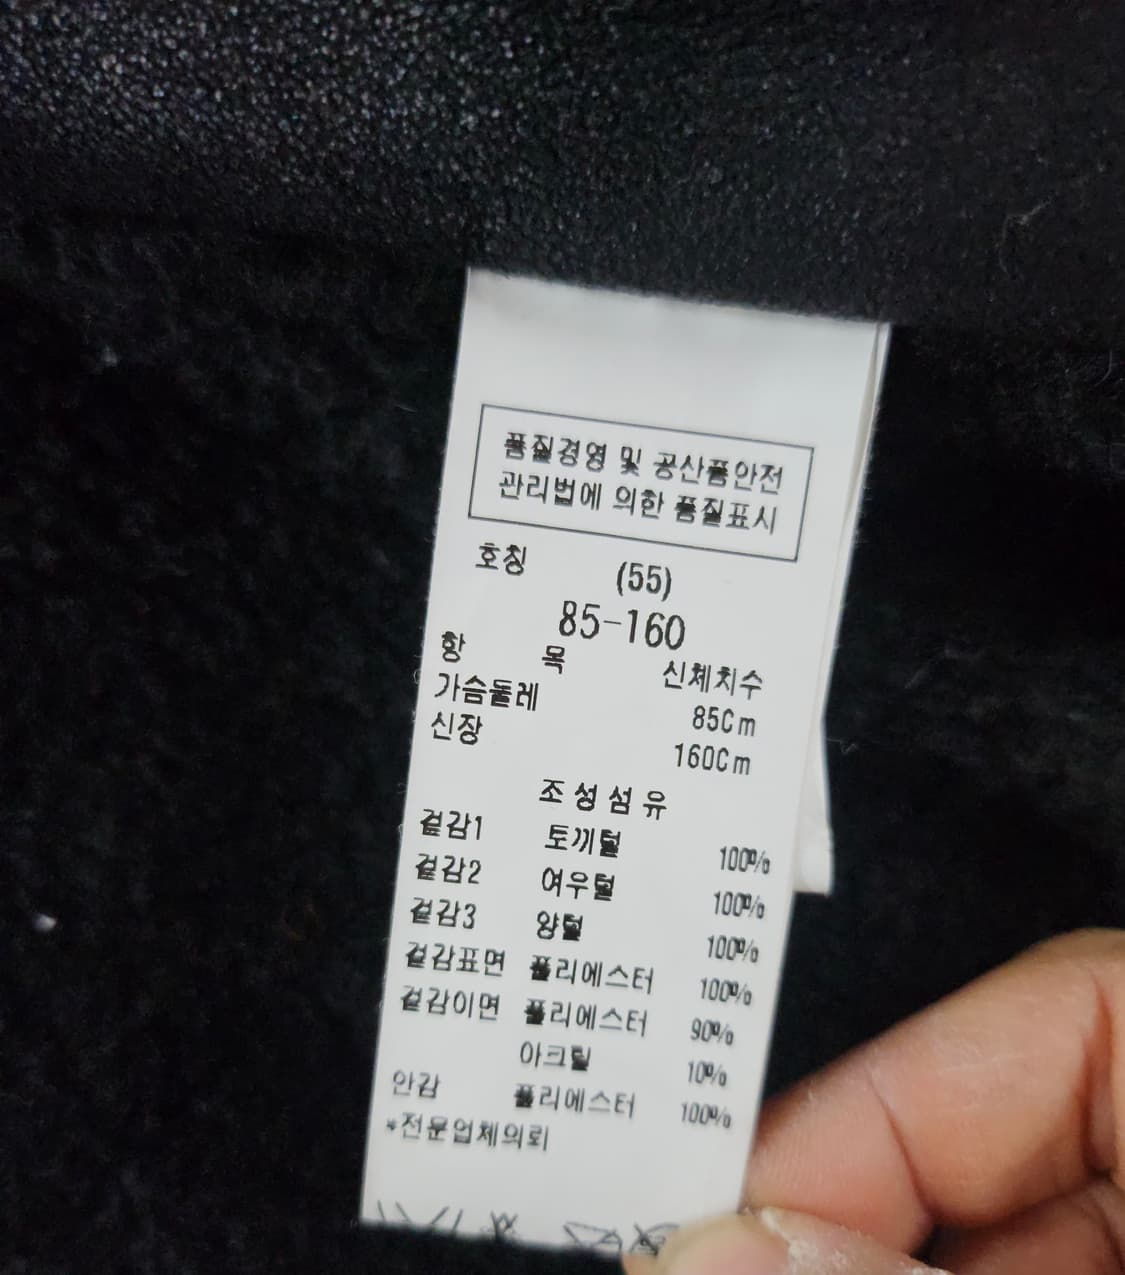 품질경영 및 공산품안전
관리법에 의한 품질표시
호칭 (55)
85-160
항 목 신체치수
가슴둘레 85Cm
신장 160Cm
조성섬유
겉감1 토끼털 100%
겉감2 여우털 100%
겉감3 양털 100%
겉감표면 폴리에스터 100%
겉감이면 폴리에스터 90%
아크릴 10%
안감 폴리에스터 100%
*전문업체의뢰